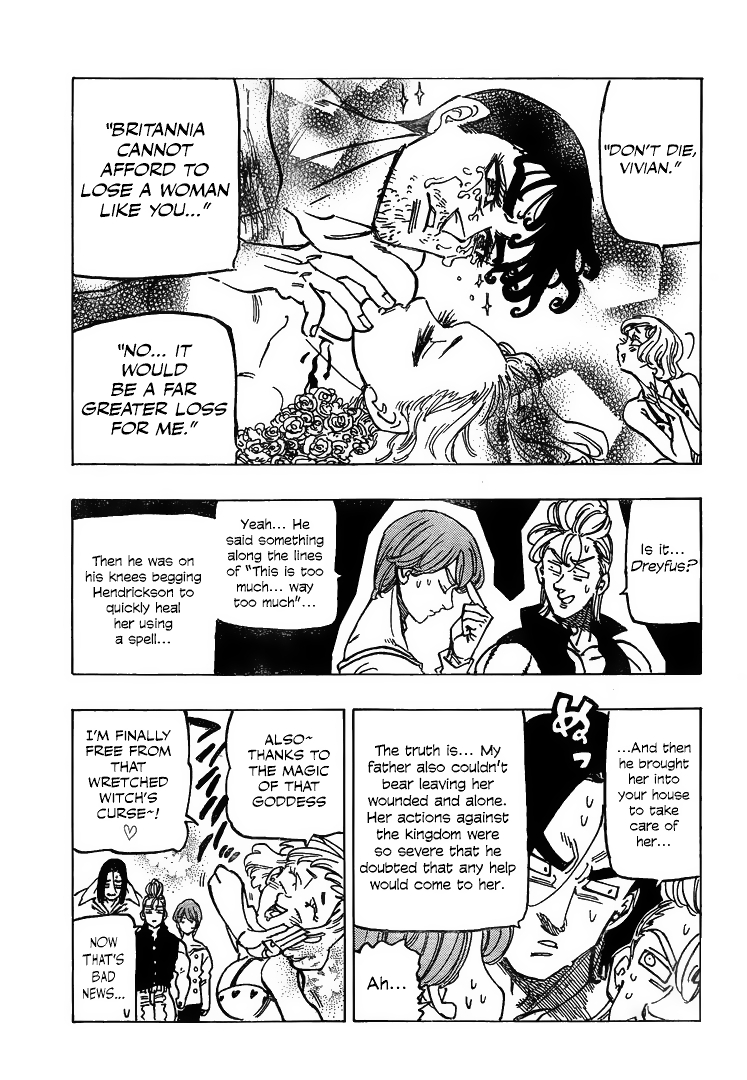 "DON'T DIE,
VIVIAN."
"BRITANNIA
CANNOT
AFFORD TO
LOSE A WOMAN
LIKE YOU..."
"NO... IT
WOULD
BE A FAR
GREATER LOSS
FOR ME."
Is it...
Dreyfus?
Yeah... He
said something
along the lines
of "This is too
much... way
too much"...
Then he was on
his knees begging
Hendrickson to
quickly heal
her using
a spell...
...And then
he brought
her into
your house
to take
care of
her...
ぬっ
The truth is... My
father also couldn't
bear leaving her
wounded and alone.
Her actions against
the kingdom were
so severe that he
doubted that any help
would come to her.
Ah...
ALSO~
THANKS TO
THE MAGIC
OF THAT
GODDESS
I'M FINALLY
FREE FROM
THAT
WRETCHED
WITCH'S
CURSE~!
♡
NOW
THAT'S
BAD
NEWS...